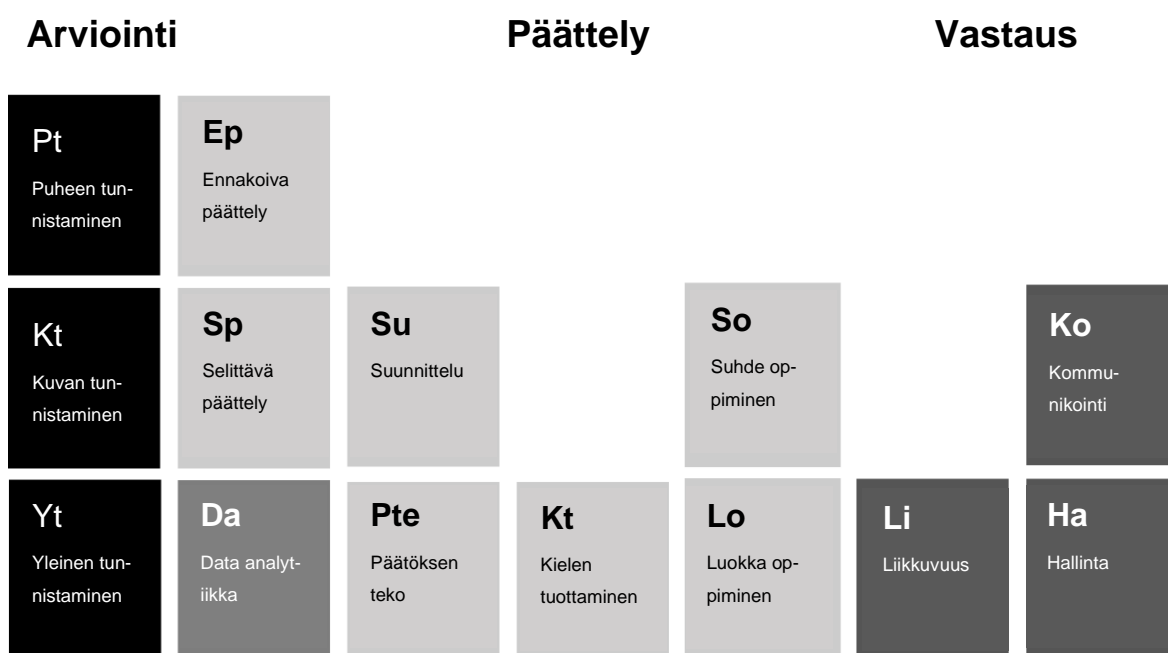 Arviointi
Päättely
Vastaus
Pt
Puheen tun-
nistaminen
Ep
Ennakoiva
päättely
Kt
Kuvan tun-
nistaminen
Sp
Selittävä
päättely
Su
Suunnittelu
So
Suhde op-
piminen
Ko
Kommu-
nikointi
Yt
Yleinen tun-
nistaminen
Da
Data analyt-
iikka
Pte
Päätöksen
teko
Kt
Kielen
tuottaminen
Lo
Luokka op-
piminen
Li
Liikkuvuus
Ha
Hallinta